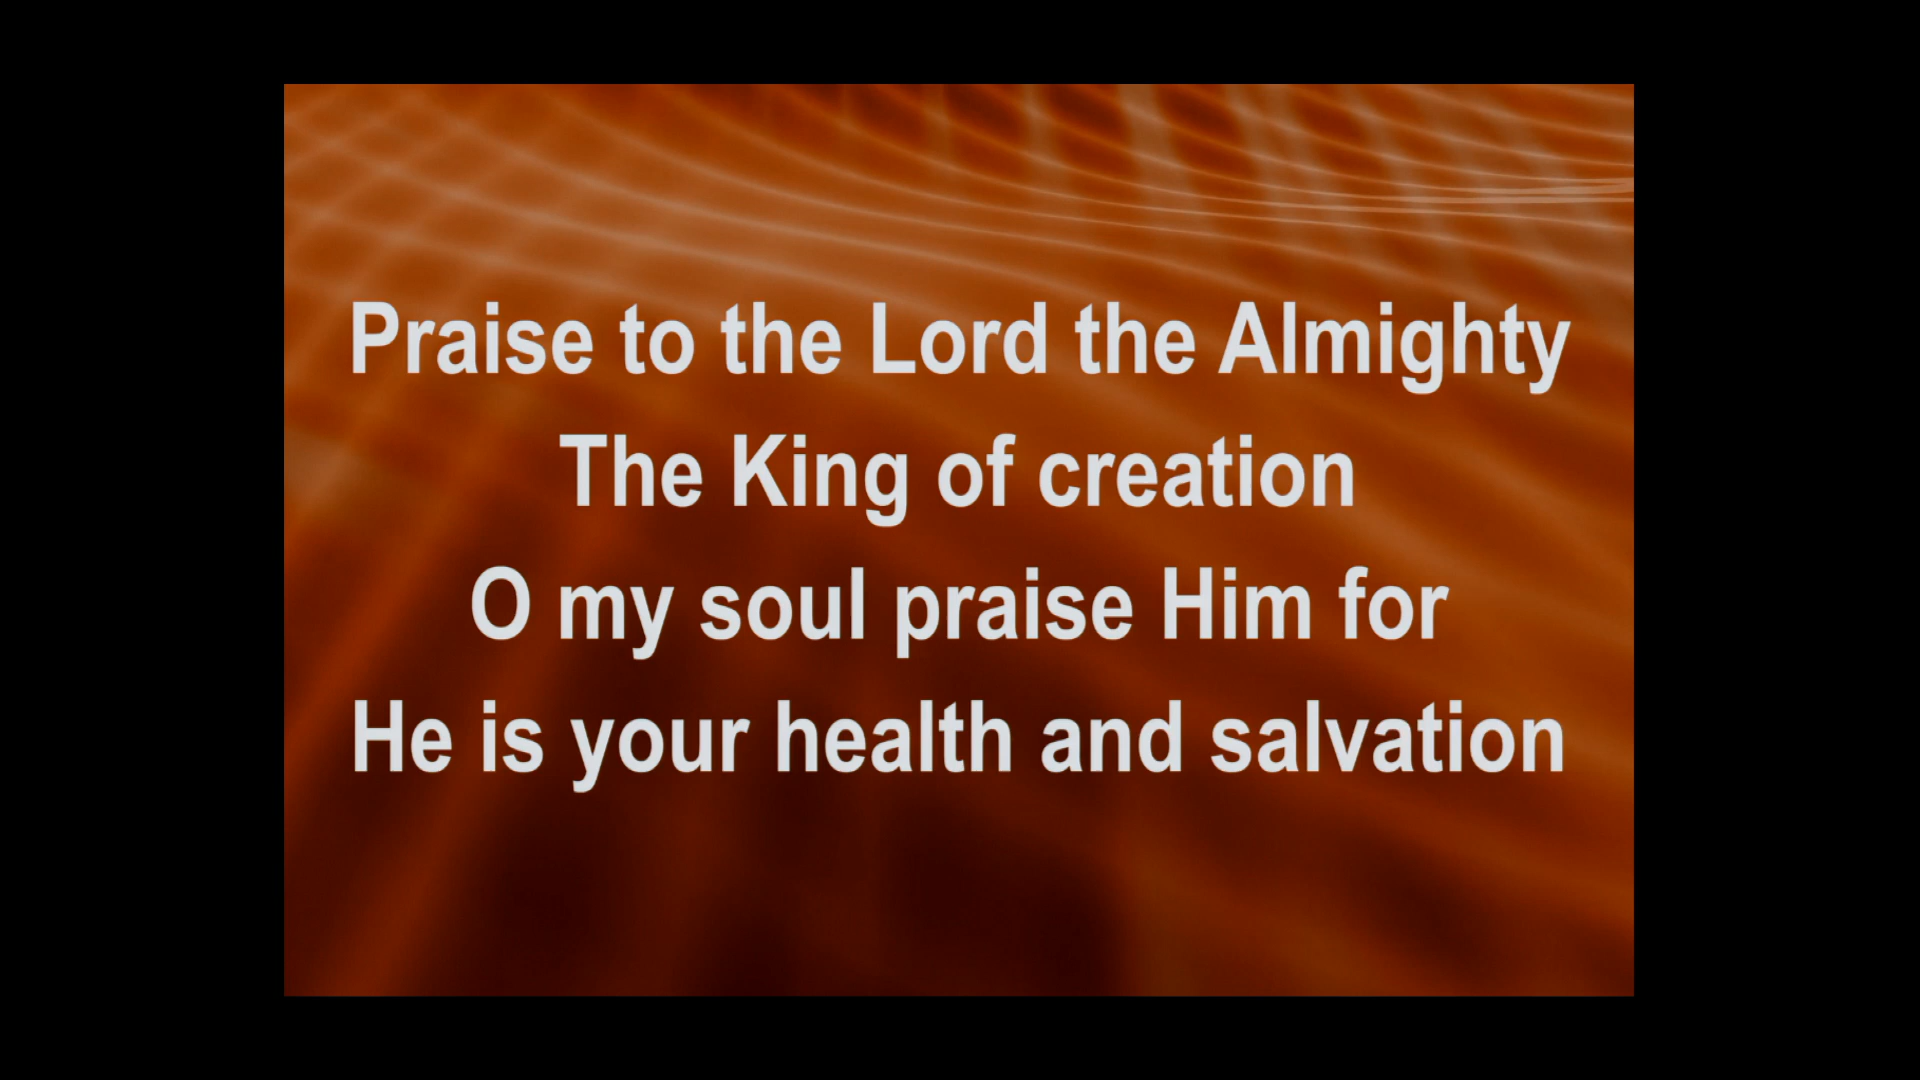 Praise to the Lord the Almighty
The King of creation
O my soul praise Him for
He is your health and salvation